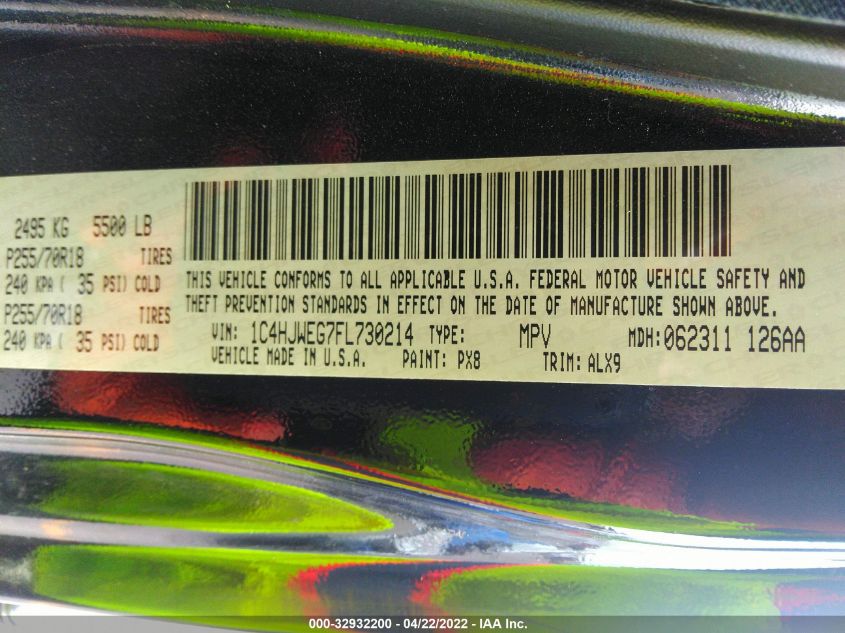 2495 KG 5500 LB
P255/70R18 TIRES
240 KPA ( 35 PSI) COLD
P255/70R18 TIRES
240 KPA ( 35 PSI) COLD
THIS VEHICLE CONFORMS TO ALL APPLICABLE U.S.A. FEDERAL MOTOR VEHICLE SAFETY AND
THEFT PREVENTION STANDARDS IN EFFECT ON THE DATE OF MANUFACTURE SHOWN ABOVE.
VIN: 1C4HJWEG7FL730214 TYPE: MPV MDH: 062311 126AA
VEHICLE MADE IN U.S.A. PAINT: PX8 TRIM: ALX9
000-32932200 - 04/22/2022 - IAA Inc.